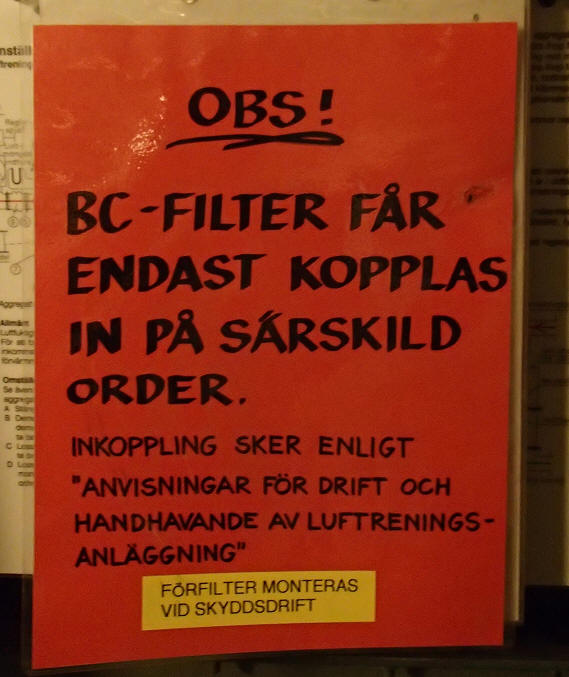 OBS!
BC-FILTER FÅR
ENDAST KOPPLAS
IN PÅ SÄRSKILD
ORDER.
INKOPPLING SKER ENLIGT
"ANVISNINGAR FÖR DRIFT OCH
HANDHAVANDE AV LUFTRENINGS-
ANLÄGGNING"
FÖRFILTER MONTERAS
VID SKYDDSDRIFT